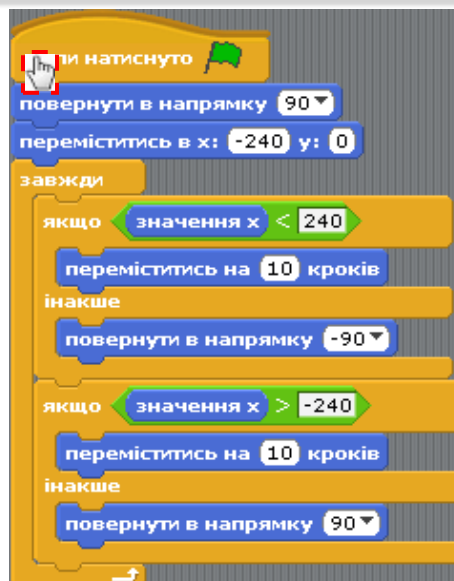 ли натиснуто
повернути в напрямку 90
переміститись в x: -240 y: 0
завжди
якщо значення x < 240
переміститись на 10 кроків
інакше
повернути в напрямку -90
якщо значення x > -240
переміститись на 10 кроків
інакше
повернути в напрямку 90